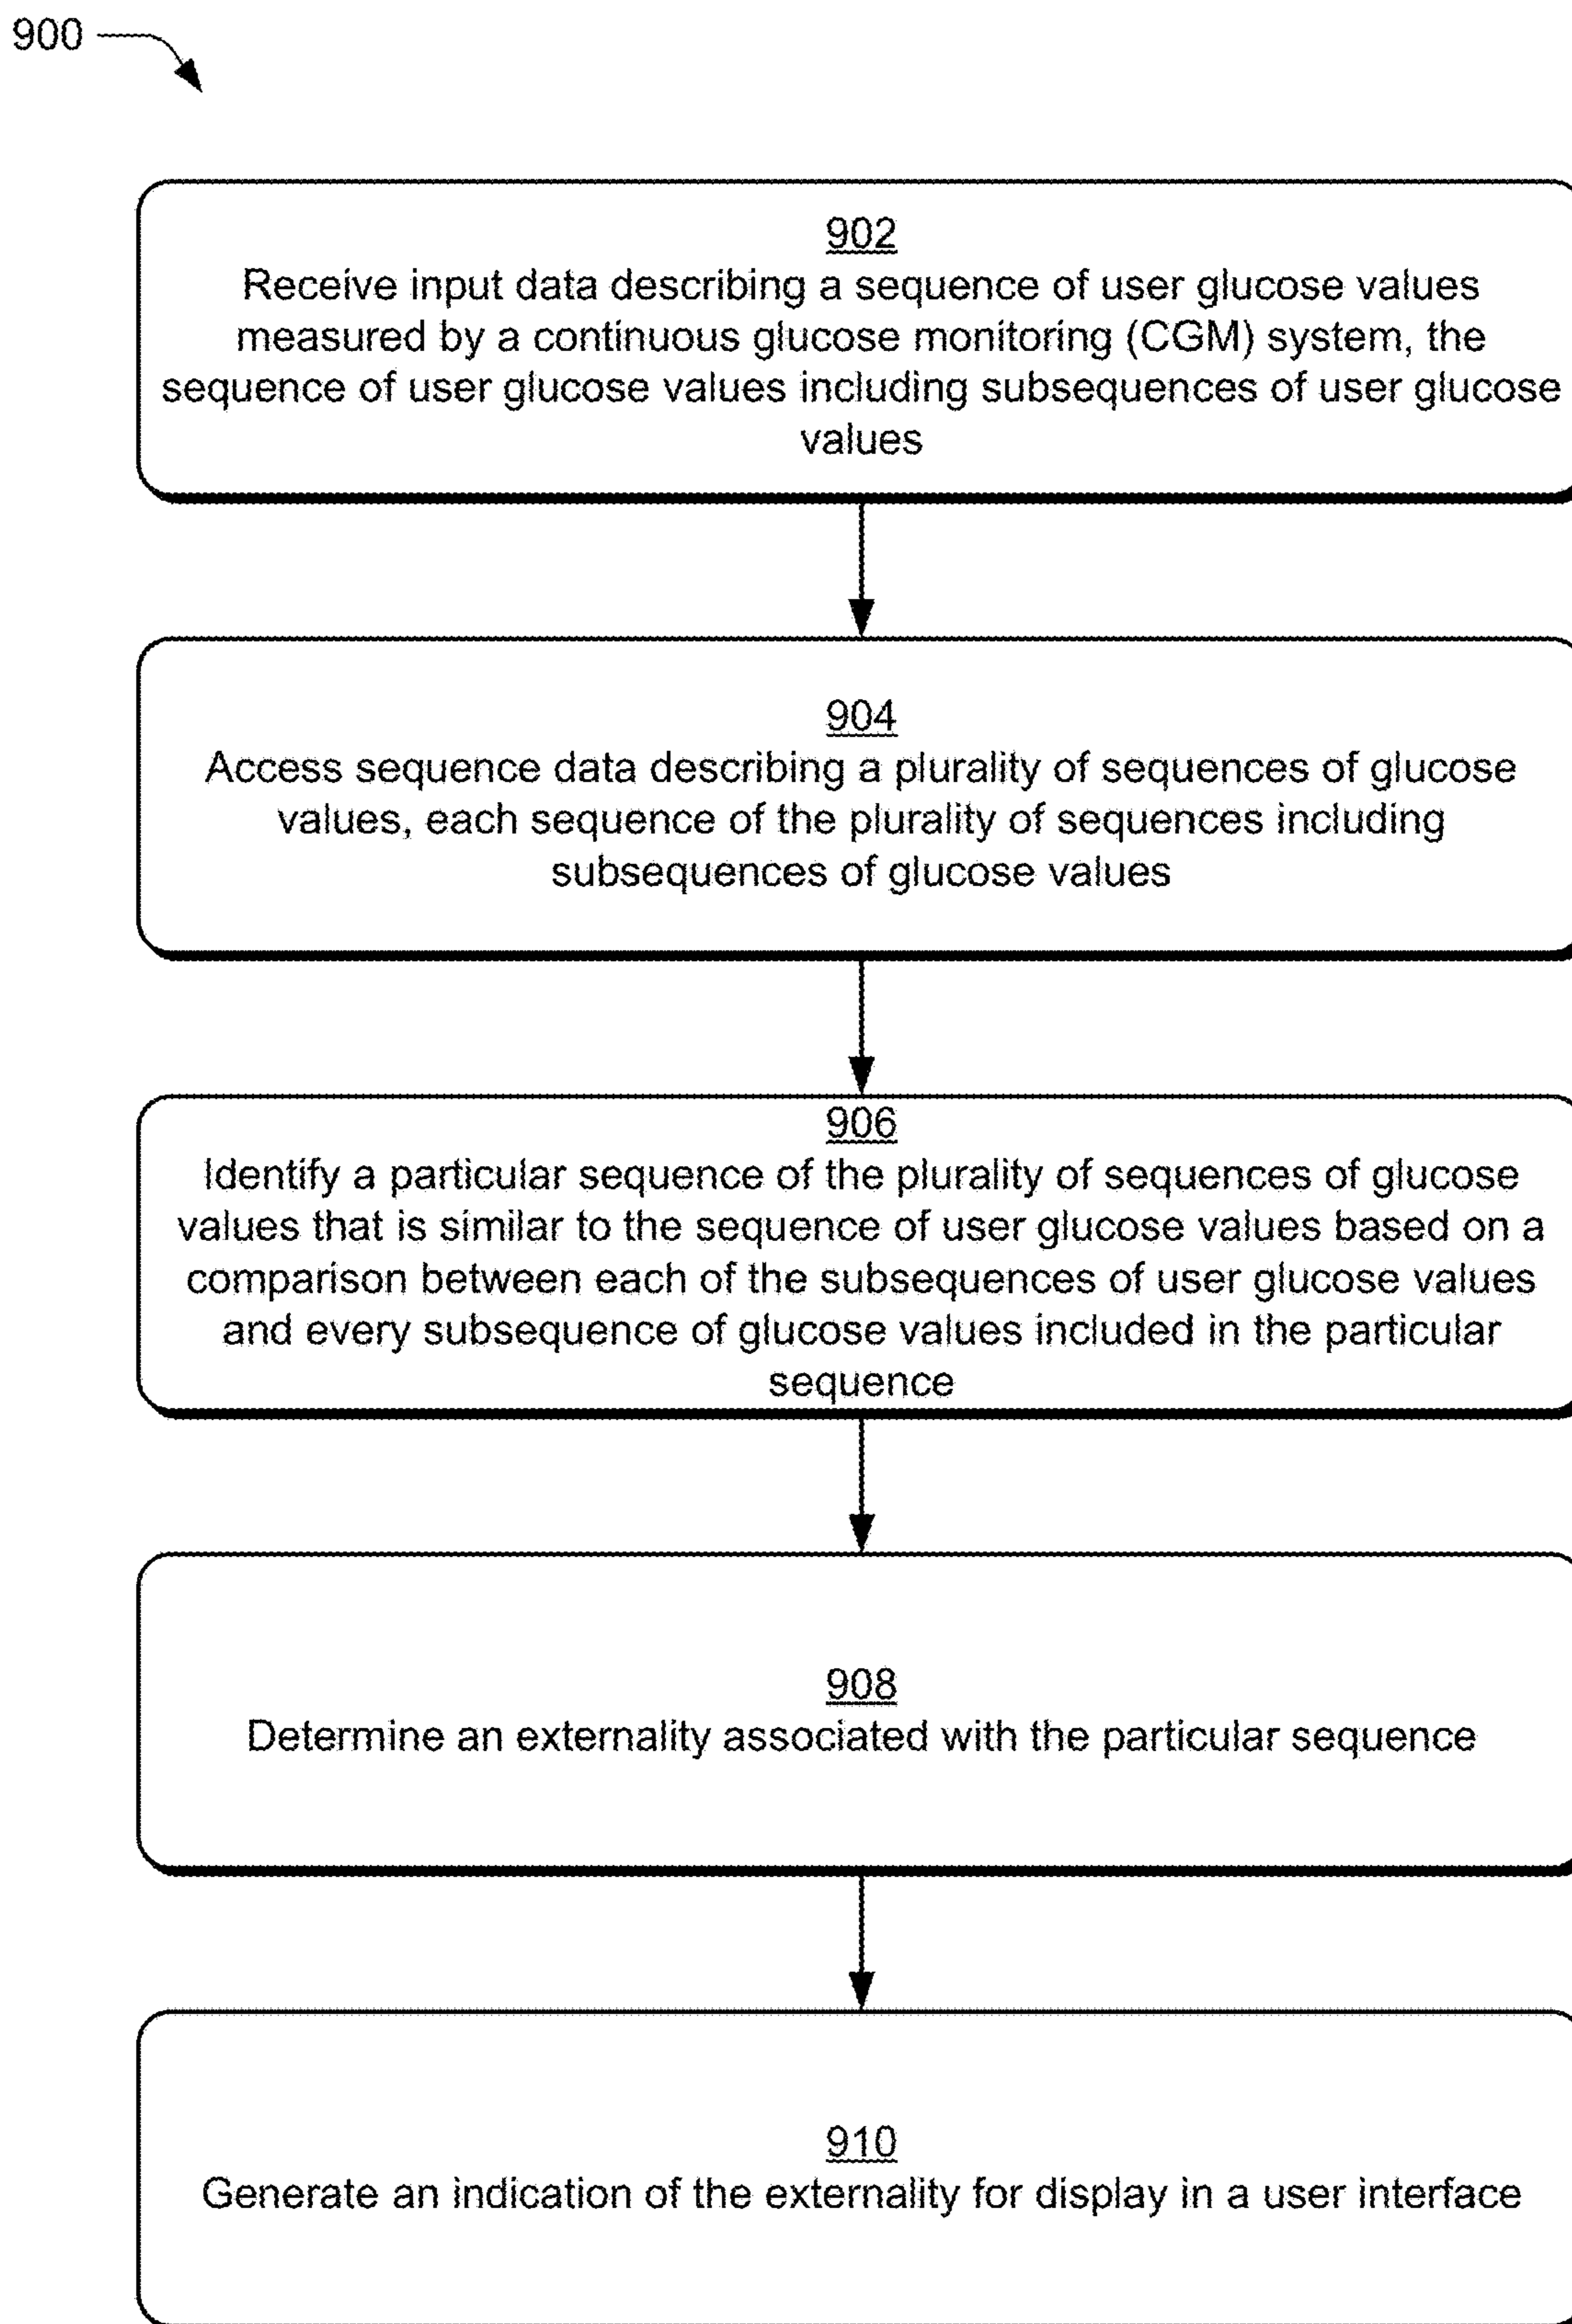 900
902
Receive input data describing a sequence of user glucose values
measured by a continuous glucose monitoring (CGM) system, the
sequence of user glucose values including subsequences of user glucose
values
904
Access sequence data describing a plurality of sequences of glucose
values, each sequence of the plurality of sequences including
subsequences of glucose values
906
Identify a particular sequence of the plurality of sequences of glucose
values that is similar to the sequence of user glucose values based on a
comparison between each of the subsequences of user glucose values
and every subsequence of glucose values included in the particular
sequence
908
Determine an externality associated with the particular sequence
910
Generate an indication of the externality for display in a user interface